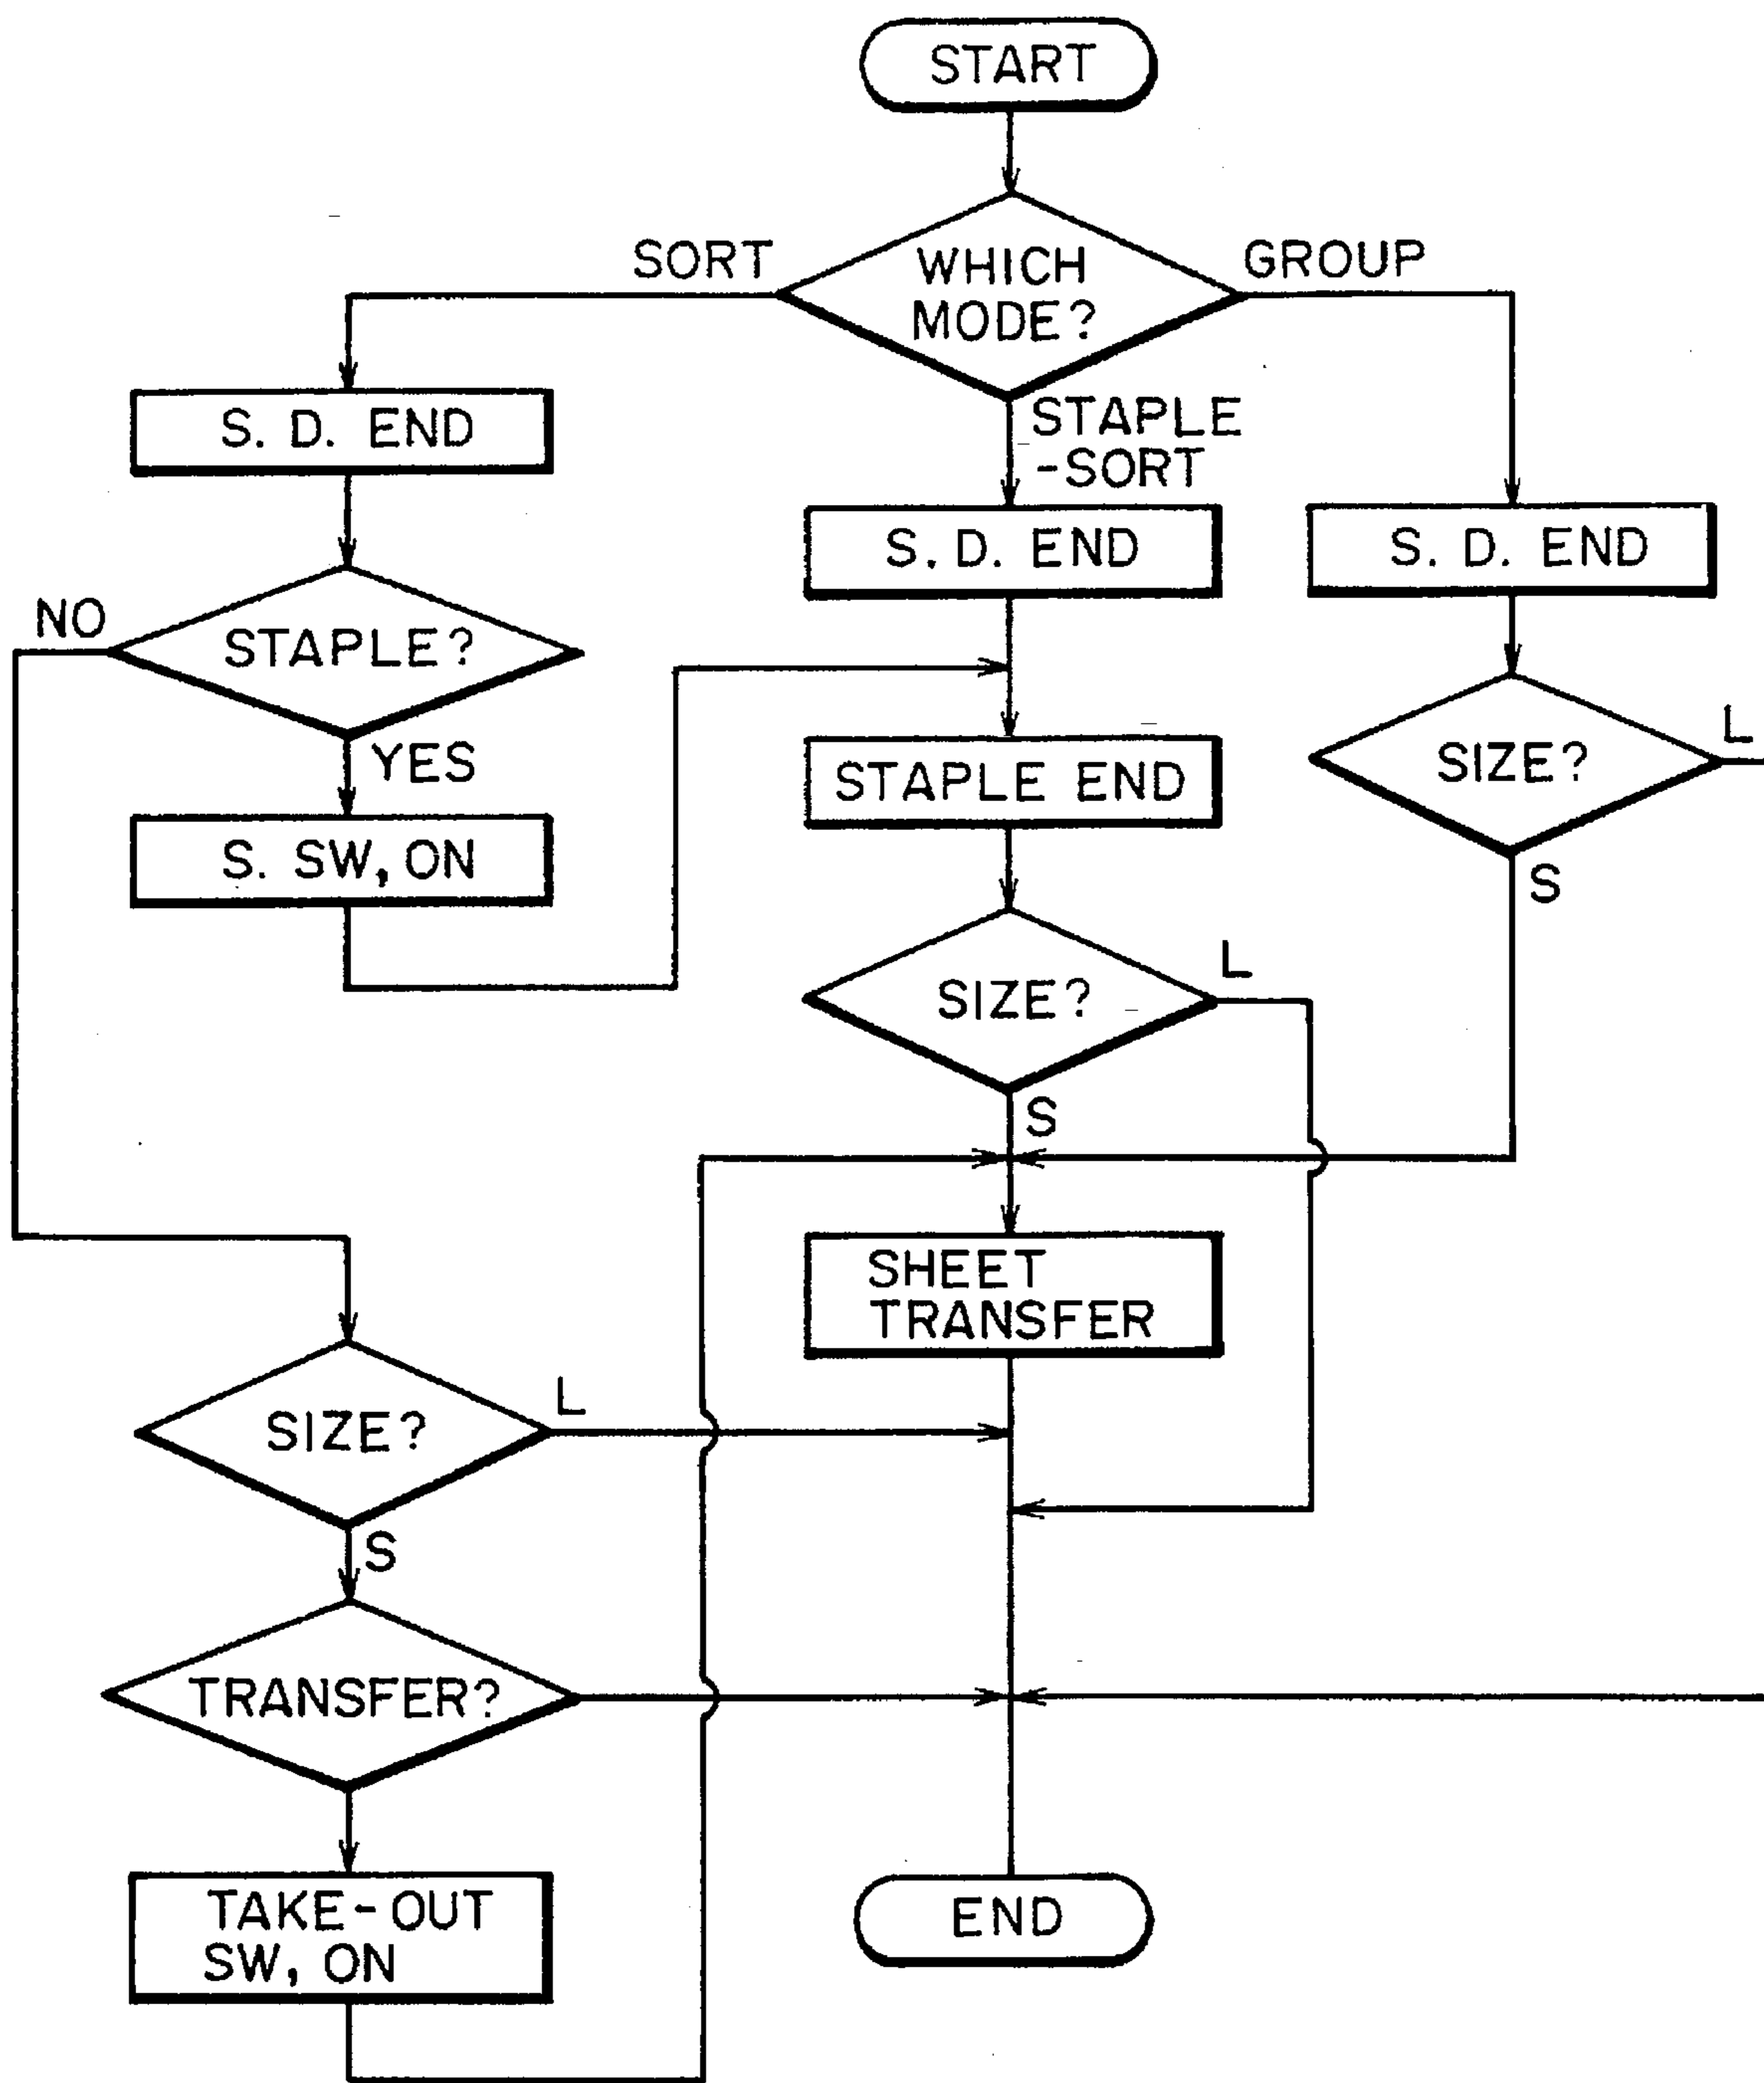 START
WHICH
MODE?
SORT
GROUP
STAPLE
-SORT
S. D. END
S. D. END
S. D. END
STAPLE?
NO
YES
S. SW, ON
STAPLE END
SIZE?
L
S
SIZE?
L
S
SHEET
TRANSFER
SIZE?
L
S
TRANSFER?
TAKE-OUT
SW, ON
END